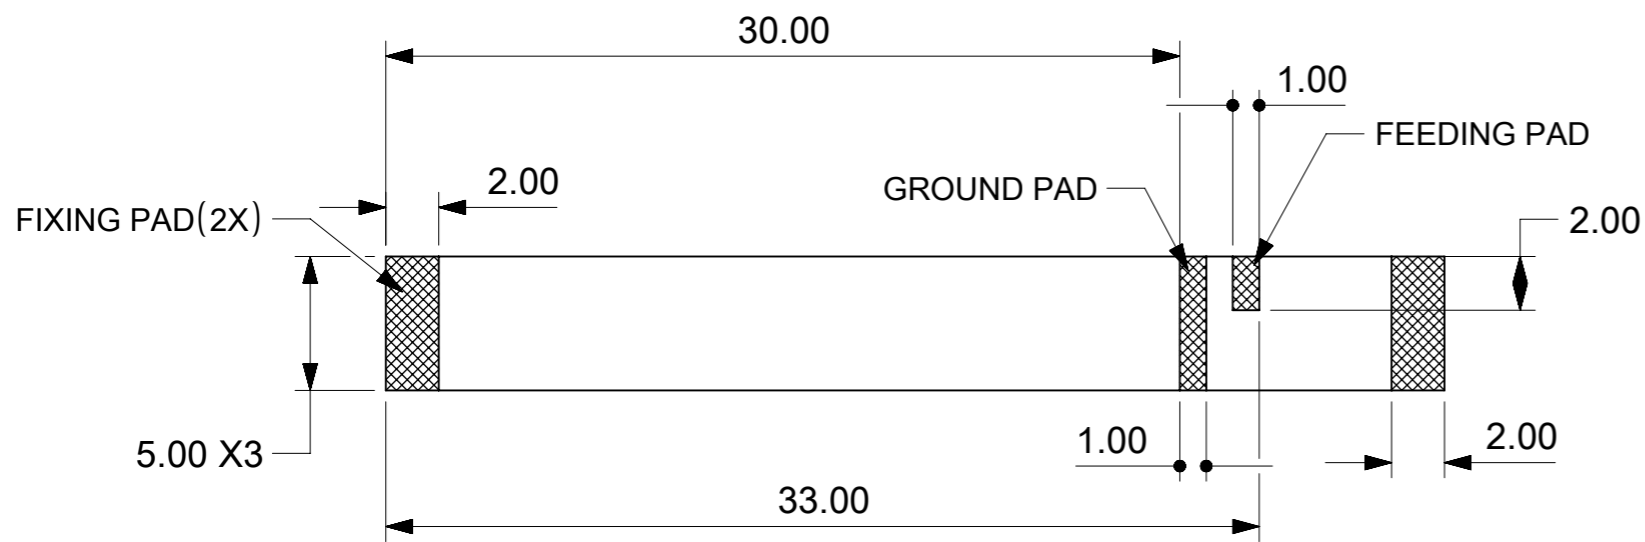 30.00
1.00
FEEDING PAD
2.00
GROUND PAD
FIXING PAD(2X)
2.00
5.00 X3
1.00
2.00
33.00